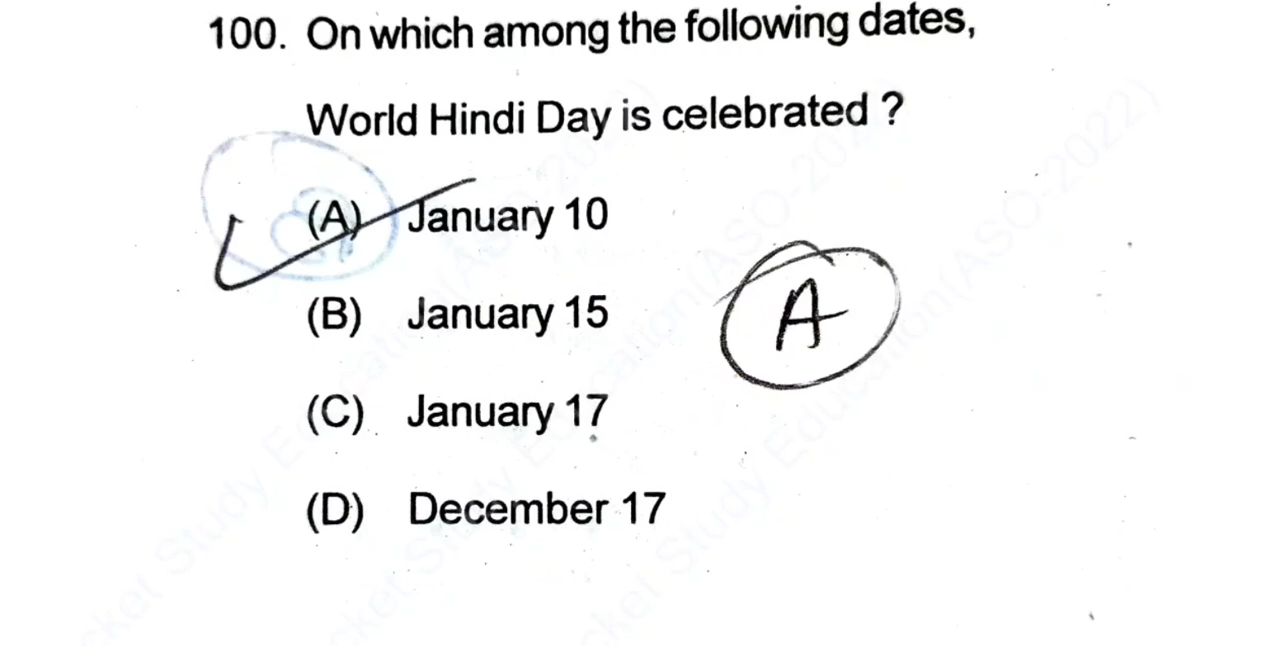 100. On which among the following dates,
World Hindi Day is celebrated ?
(A) January 10
(B) January 15
A
(C) January 17
(D) December 17